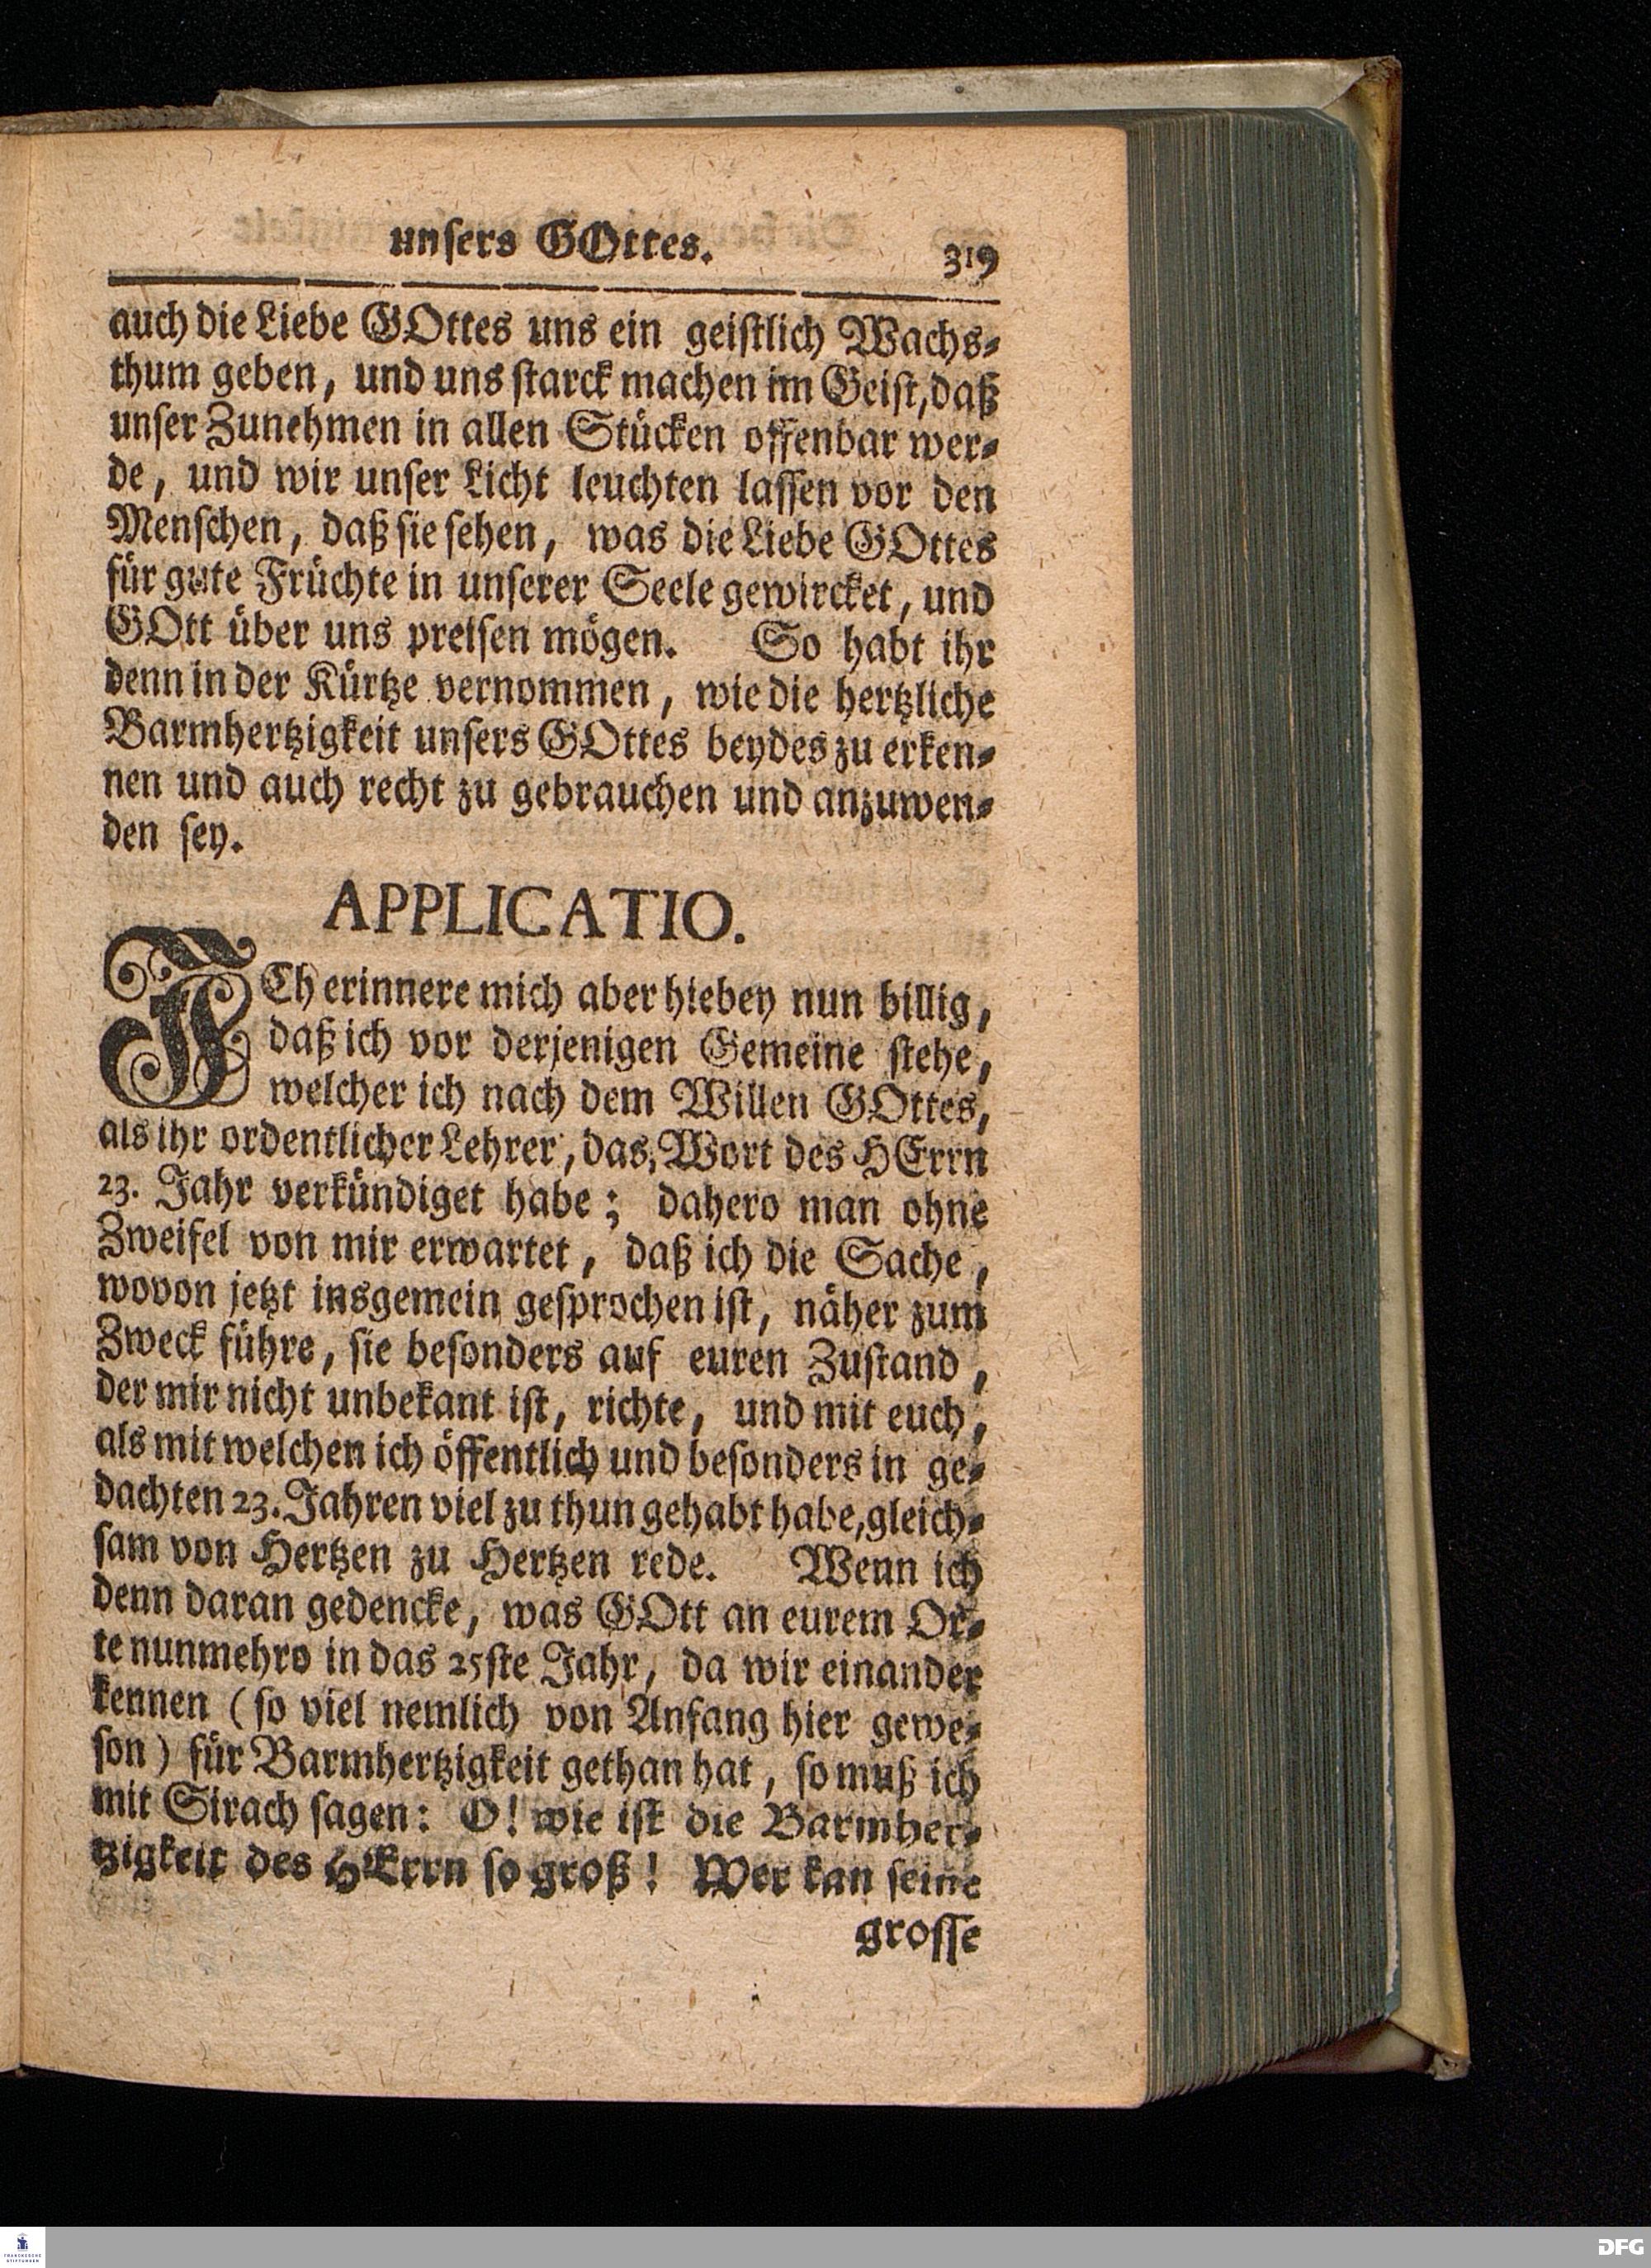 unsers GOttes.
319
auch die Liebe GOttes uns ein geistlich Wachs-
thum geben, und uns starck machen im Geist, daß
unser Zunehmen in allen Stücken offenbar wer-
de, und wir unser Licht leuchten lassen vor den
Menschen, daß sie sehen, was die Liebe GOttes
für gute Früchte in unserer Seele gewircket, und
GOtt über uns preisen mögen. So habt ihr
denn in der Kürtze vernommen, wie die hertzliche
Barmhertzigkeit unsers GOttes beydes zu erken-
nen und auch recht zu gebrauchen und anzuwen-
den sey.
APPLICATIO.
ICh erinnere mich aber hiebey nun billig,
daß ich vor derjenigen Gemeine stehe,
welcher ich nach dem Willen GOttes,
als ihr ordentlicher Lehrer, das Wort des HErrn
23. Jahr verkündiget habe; dahero man ohne
Zweifel von mir erwartet, daß ich die Sache,
wovon jetzt insgemein gesprochen ist, näher zum
Zweck führe, sie besonders auf euren Zustand,
der mir nicht unbekant ist, richte, und mit euch,
als mit welchen ich öffentlich und besonders in ge-
dachten 23. Jahren viel zu thun gehabt habe, gleich-
sam von Hertzen zu Hertzen rede. Wenn ich
denn daran gedencke, was GOtt an eurem Or-
te nunmehro in das 25ste Jahr, da wir einander
kennen (so viel nemlich von Anfang hier gewe-
son) für Barmhertzigkeit gethan hat, so muß ich
mit Sirach sagen: O! wie ist die Barmher-
tzigkeit des HErrn so groß! Wer kan seine
grosse
FRANCKESCHE
STIFTUNGEN
DFG